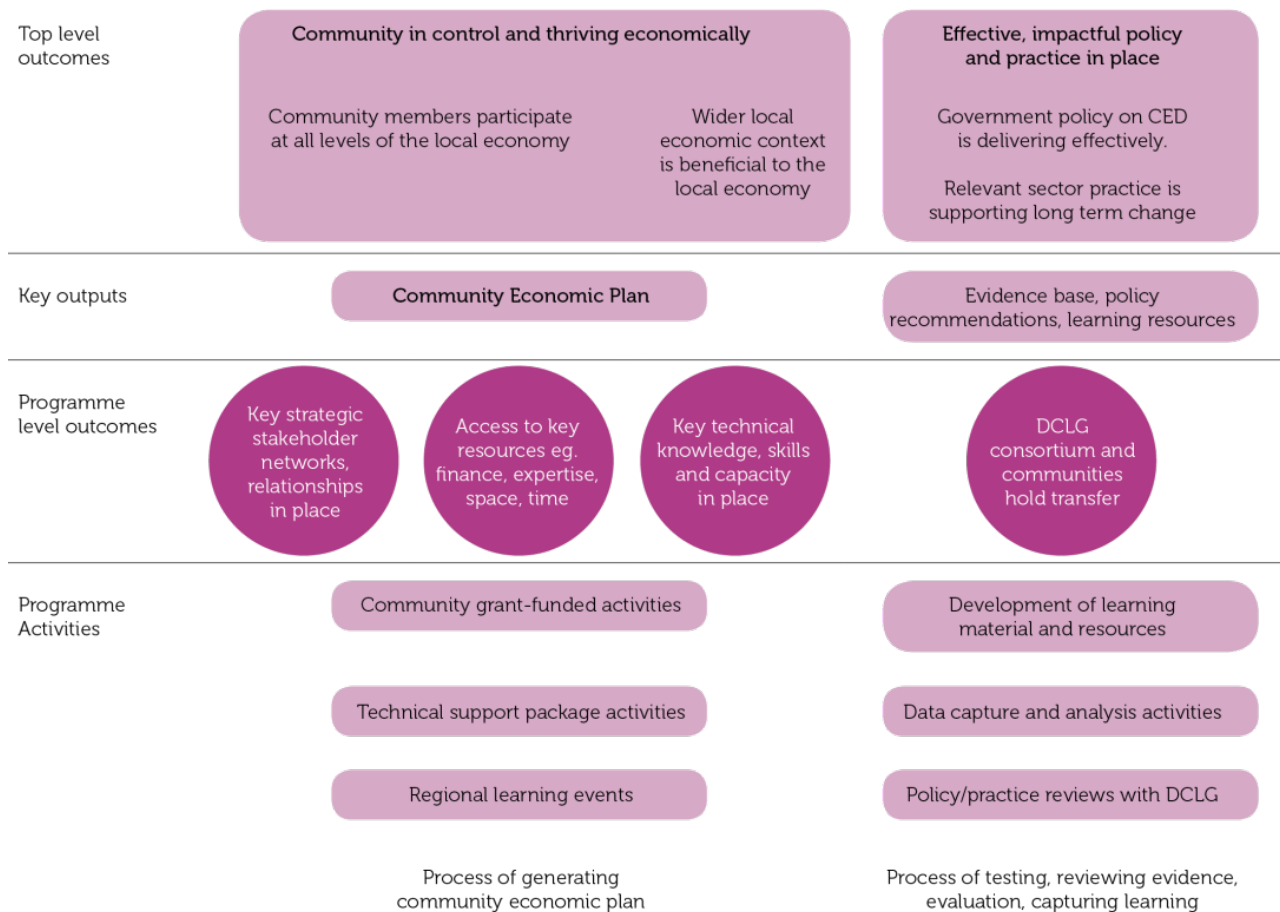 Top level
outcomes
Community in control and thriving economically
Community members participate
at all levels of the local economy
Wider local
economic context
is beneficial to the
local economy
Effective, impactful policy
and practice in place
Government policy on CED
is delivering effectively.
Relevant sector practice is
supporting long term change
Key outputs
Community Economic Plan
Evidence base, policy
recommendations, learning resources
Programme
level outcomes
Key strategic
stakeholder
networks,
relationships
in place
Access to key
resources eg.
finance, expertise,
space, time
Key technical
knowledge, skills
and capacity
in place
DCLG
consortium and
communities
hold transfer
Programme
Activities
Community grant-funded activities
Development of learning
material and resources
Technical support package activities
Data capture and analysis activities
Regional learning events
Policy/practice reviews with DCLG
Process of generating
community economic plan
Process of testing, reviewing evidence,
evaluation, capturing learning